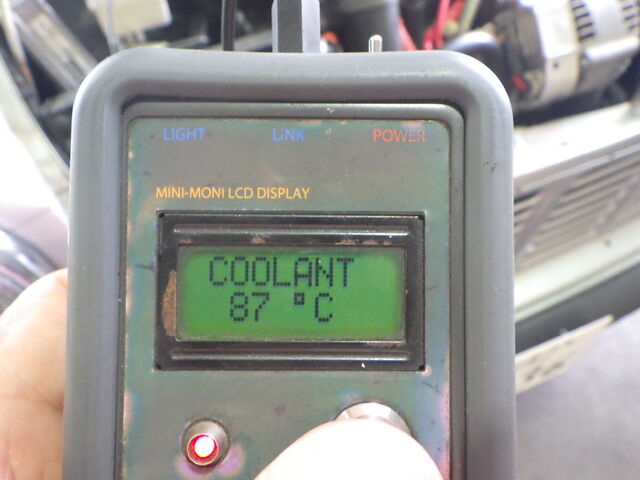 LIGHT LiNK POWER
MINI-MONI LCD DISPLAY
COOLANT
87 °C